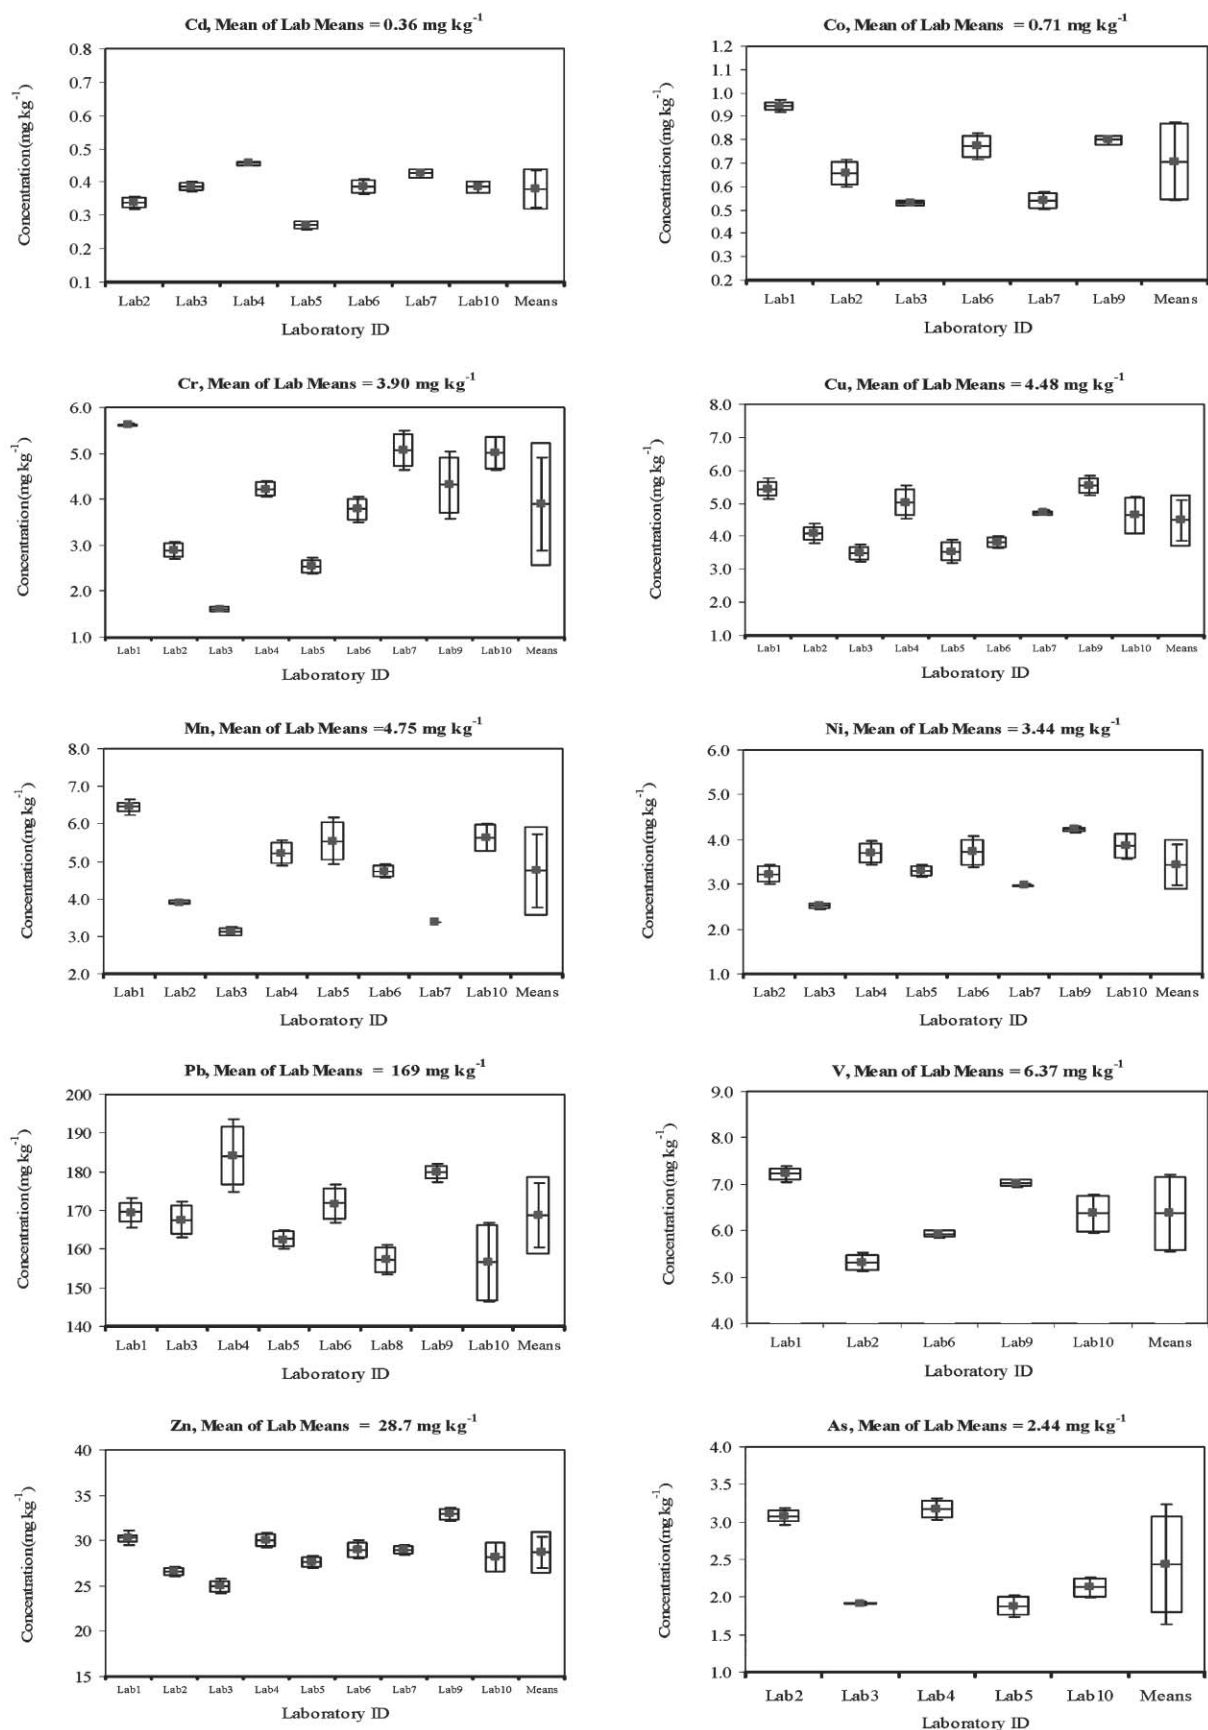 Cd, Mean of Lab Means = 0.36 mg kg-1
Concentration(mg kg-1)
0.8
0.7
0.6
0.5
0.4
0.3
0.2
0.1
Lab2 Lab3 Lab4 Lab5 Lab6 Lab7 Lab10 Means
Laboratory ID
Co, Mean of Lab Means = 0.71 mg kg-1
Concentration(mg kg-1)
1.2
1.1
1.0
0.9
0.8
0.7
0.6
0.5
0.4
0.3
0.2
Lab1 Lab2 Lab3 Lab6 Lab7 Lab9 Means
Laboratory ID
Cr, Mean of Lab Means = 3.90 mg kg-1
Concentration(mg kg-1)
6.0
5.0
4.0
3.0
2.0
1.0
Lab1 Lab2 Lab3 Lab4 Lab5 Lab6 Lab7 Lab9 Lab10 Means
Laboratory ID
Cu, Mean of Lab Means = 4.48 mg kg-1
Concentration(mg kg-1)
8.0
7.0
6.0
5.0
4.0
3.0
2.0
1.0
Lab1 Lab2 Lab3 Lab4 Lab5 Lab6 Lab7 Lab9 Lab10 Means
Laboratory ID
Mn, Mean of Lab Means =4.75 mg kg-1
Concentration(mg kg-1)
8.0
7.0
6.0
5.0
4.0
3.0
2.0
Lab1 Lab2 Lab3 Lab4 Lab5 Lab6 Lab7 Lab10 Means
Laboratory ID
Ni, Mean of Lab Means = 3.44 mg kg-1
Concentration(mg kg-1)
6.0
5.0
4.0
3.0
2.0
1.0
Lab2 Lab3 Lab4 Lab5 Lab6 Lab7 Lab9 Lab10 Means
Laboratory ID
Pb, Mean of Lab Means = 169 mg kg-1
Concentration(mg kg-1)
200
190
180
170
160
150
140
Lab1 Lab3 Lab4 Lab5 Lab6 Lab8 Lab9 Lab10 Means
Laboratory ID
V, Mean of Lab Means = 6.37 mg kg-1
Concentration(mg kg-1)
9.0
8.0
7.0
6.0
5.0
4.0
Lab1 Lab2 Lab6 Lab9 Lab10 Means
Laboratory ID
Zn, Mean of Lab Means = 28.7 mg kg-1
Concentration(mg kg-1)
40
35
30
25
20
15
Lab1 Lab2 Lab3 Lab4 Lab5 Lab6 Lab7 Lab9 Lab10 Means
Laboratory ID
As, Mean of Lab Means = 2.44 mg kg-1
Concentration(mg kg-1)
4.0
3.5
3.0
2.5
2.0
1.5
1.0
Lab2 Lab3 Lab4 Lab5 Lab10 Means
Laboratory ID